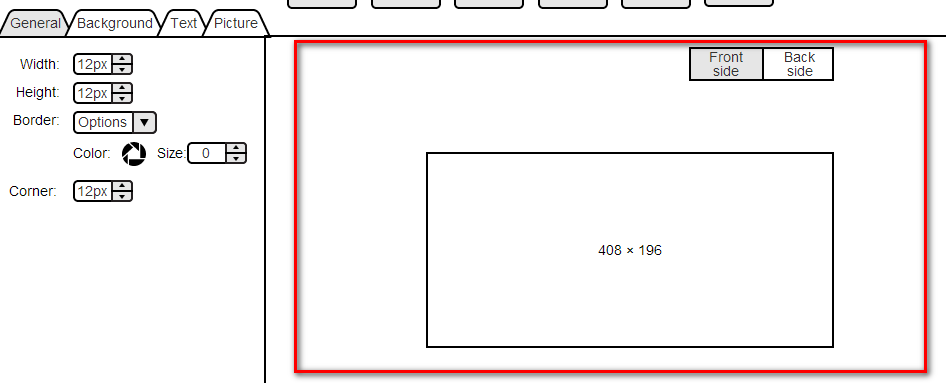 General Background Text Picture
Width: 12px
Height: 12px
Border: Options
Color: Size: 0
Corner: 12px
Front side
Back side
408 × 196